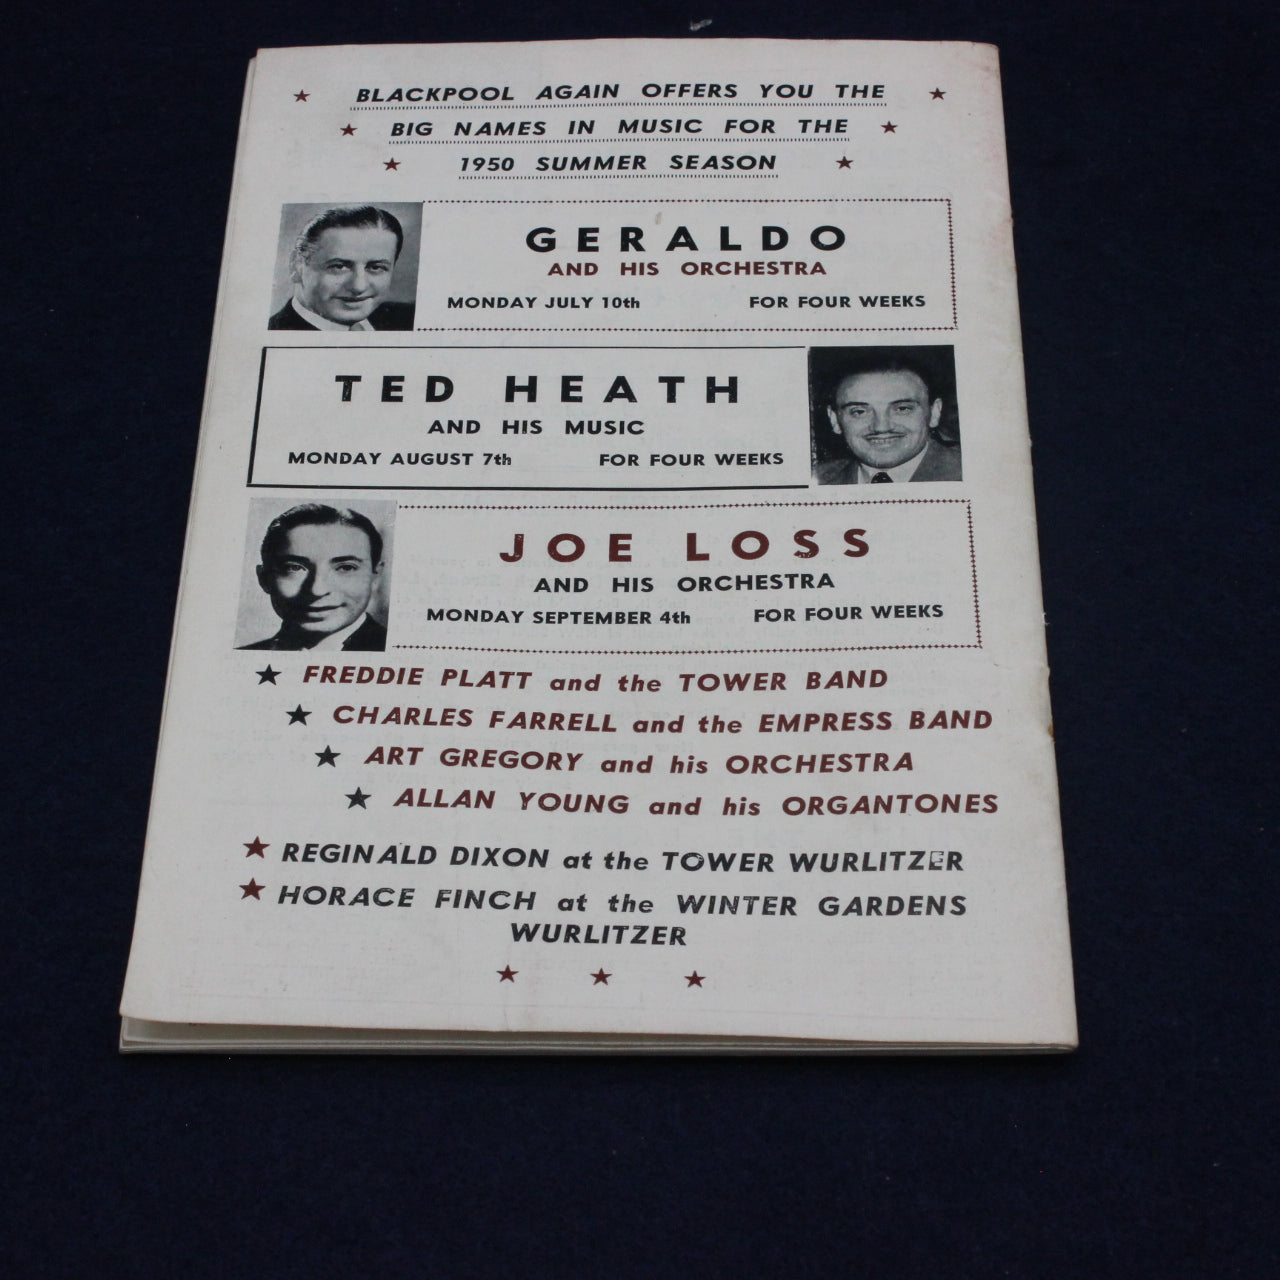 BLACKPOOL AGAIN OFFERS YOU THE
BIG NAMES IN MUSIC FOR THE
1950 SUMMER SEASON
GERALDO
AND HIS ORCHESTRA
MONDAY JULY 10th FOR FOUR WEEKS
TED HEATH
AND HIS MUSIC
MONDAY AUGUST 7th FOR FOUR WEEKS
JOE LOSS
AND HIS ORCHESTRA
MONDAY SEPTEMBER 4th FOR FOUR WEEKS
FREDDIE PLATT and the TOWER BAND
CHARLES FARRELL and the EMPRESS BAND
ART GREGORY and his ORCHESTRA
ALLAN YOUNG and his ORGANTONES
REGINALD DIXON at the TOWER WURLITZER
HORACE FINCH at the WINTER GARDENS
WURLITZER